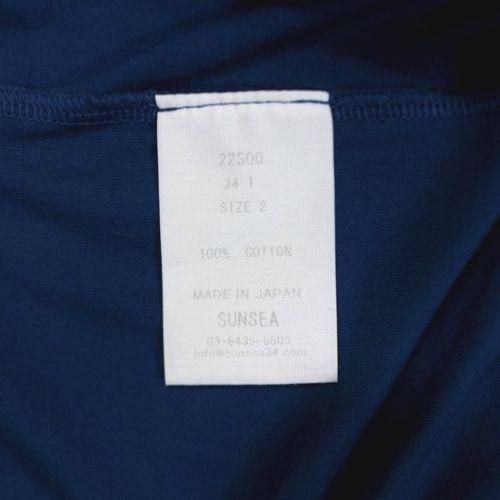 22S00
34 I
SIZE 2
100% COTTON
MADE IN JAPAN
SUNSEA
03-6435-5505
info@sunsea34.com